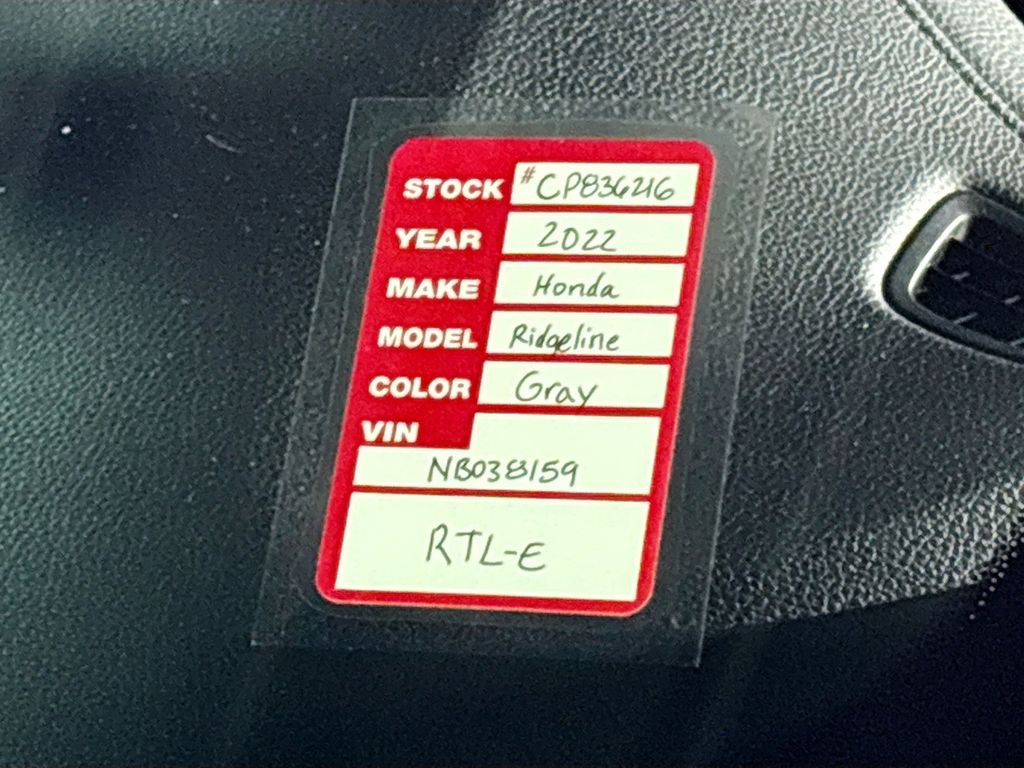 STOCK #CP836216
YEAR 2022
MAKE Honda
MODEL Ridgeline
COLOR Gray
VIN
NB038159
RTL-E